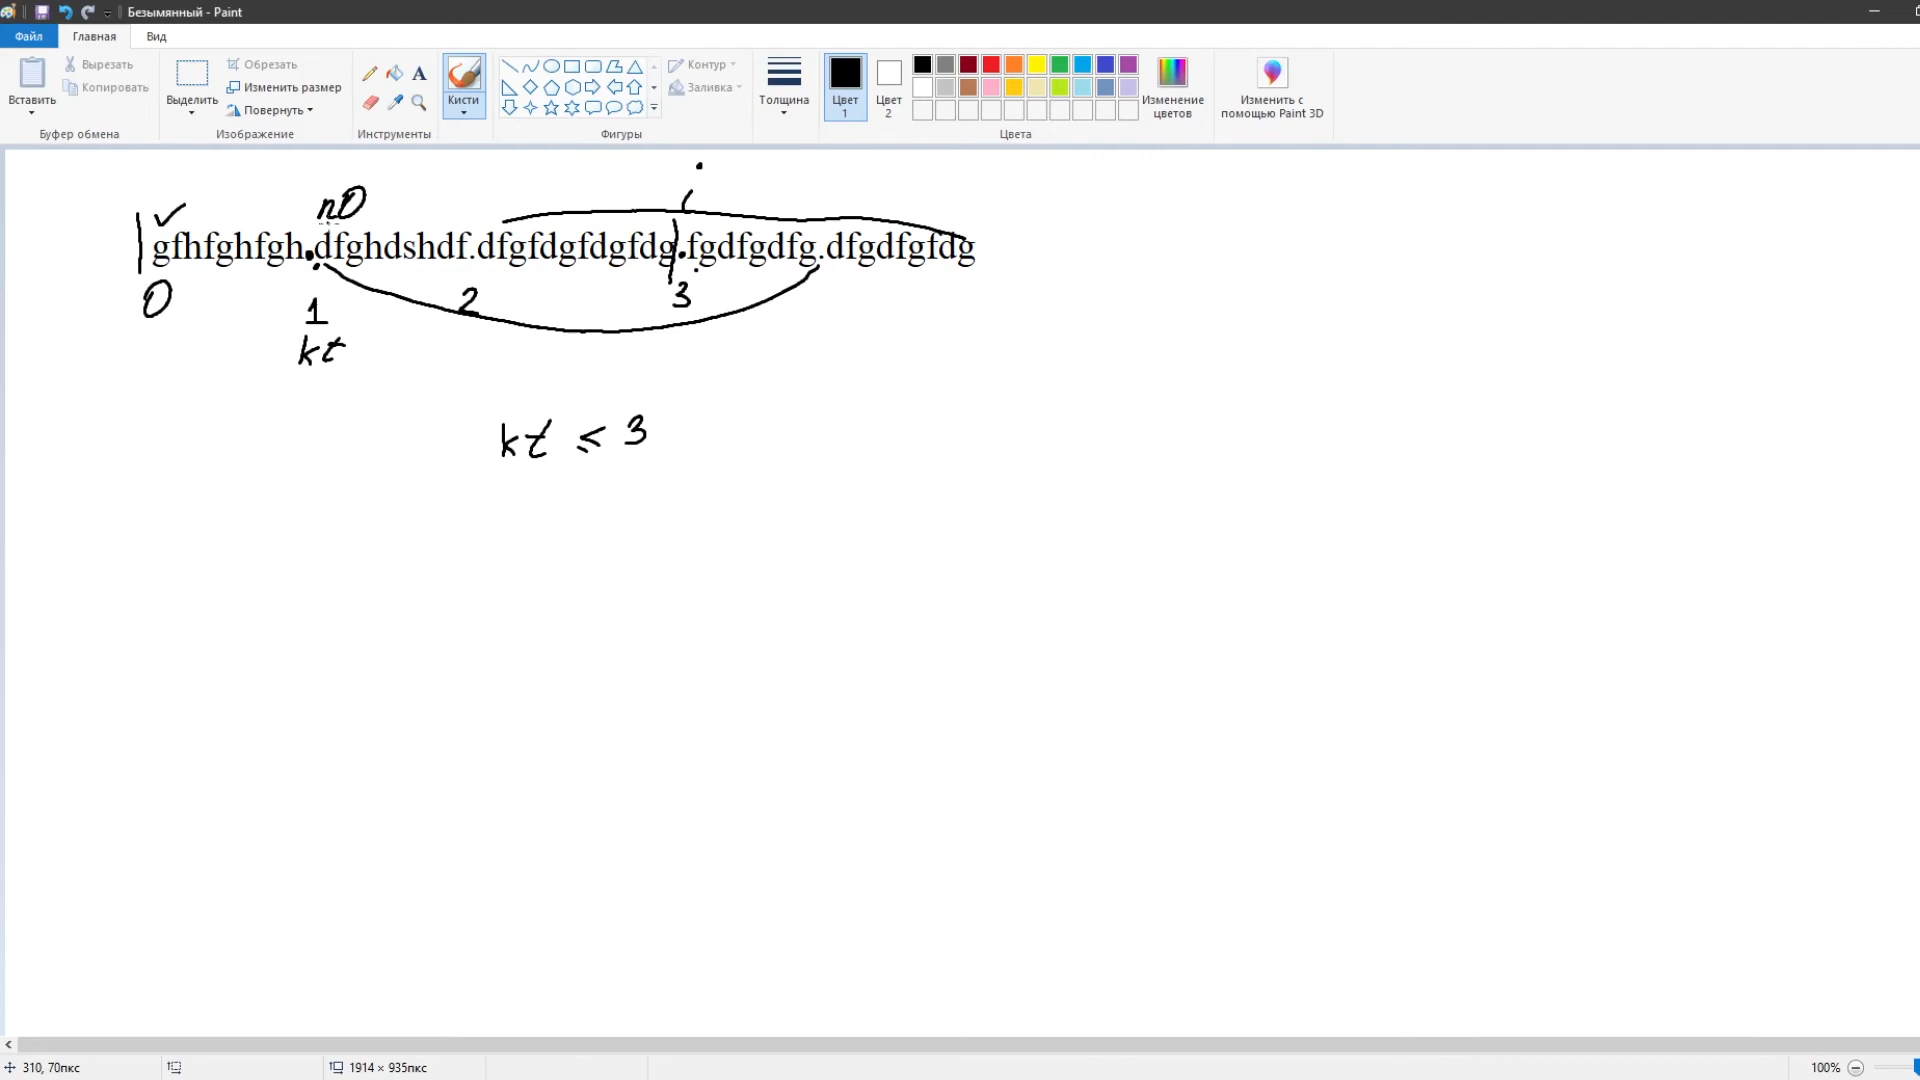 Безымянный - Paint
Файл Главная Вид
Вставить
Вырезать
Копировать
Буфер обмена
Выделить
Обрезать
Изменить размер
Повернуть
Изображение
A
Инструменты
Кисти
Контур
Заливка
Фигуры
Толщина
Цвет 1
Цвет 2
Изменение цветов
Цвета
Изменить с помощью Paint 3D
i
n0
gfhfghfgh.dfghdshdf.dfgfdgfdgfdg.fgdfgdfg.dfgdfgfdg
0 1 2 3
kt
kt ≤ 3
310, 70пкс
1914 × 935пкс
100%